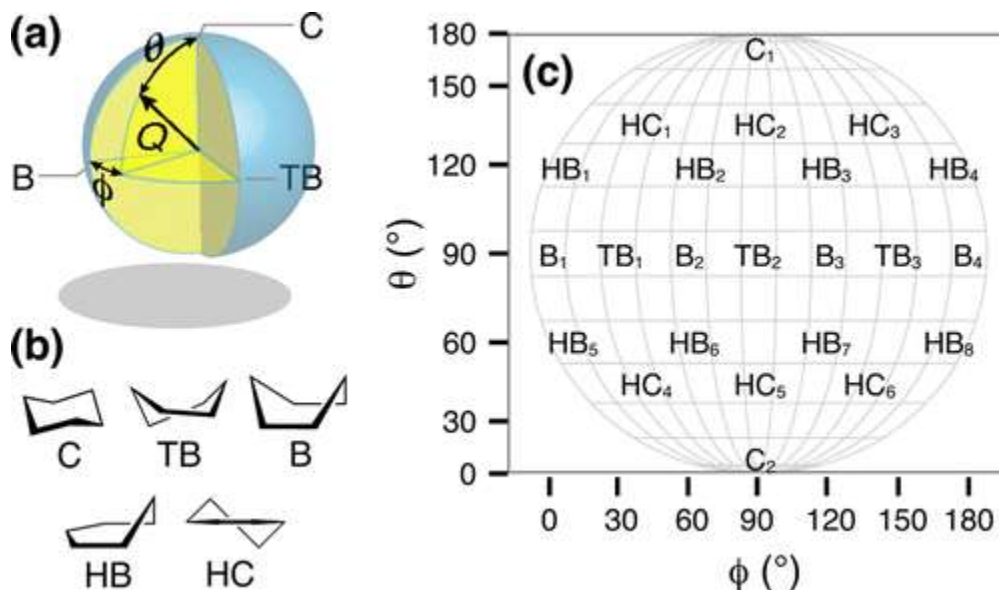 (a)
C
θ
Q
B
ϕ
TB
(b)
C TB B
HB HC
(c)
θ (°)
180
150
120
90
60
30
0
C₁
HC₁ HC₂ HC₃
HB₁ HB₂ HB₃ HB₄
B₁ TB₁ B₂ TB₂ B₃ TB₃ B₄
HB₅ HB₆ HB₇ HB₈
HC₄ HC₅ HC₆
C₂
0 30 60 90 120 150 180
ϕ (°)